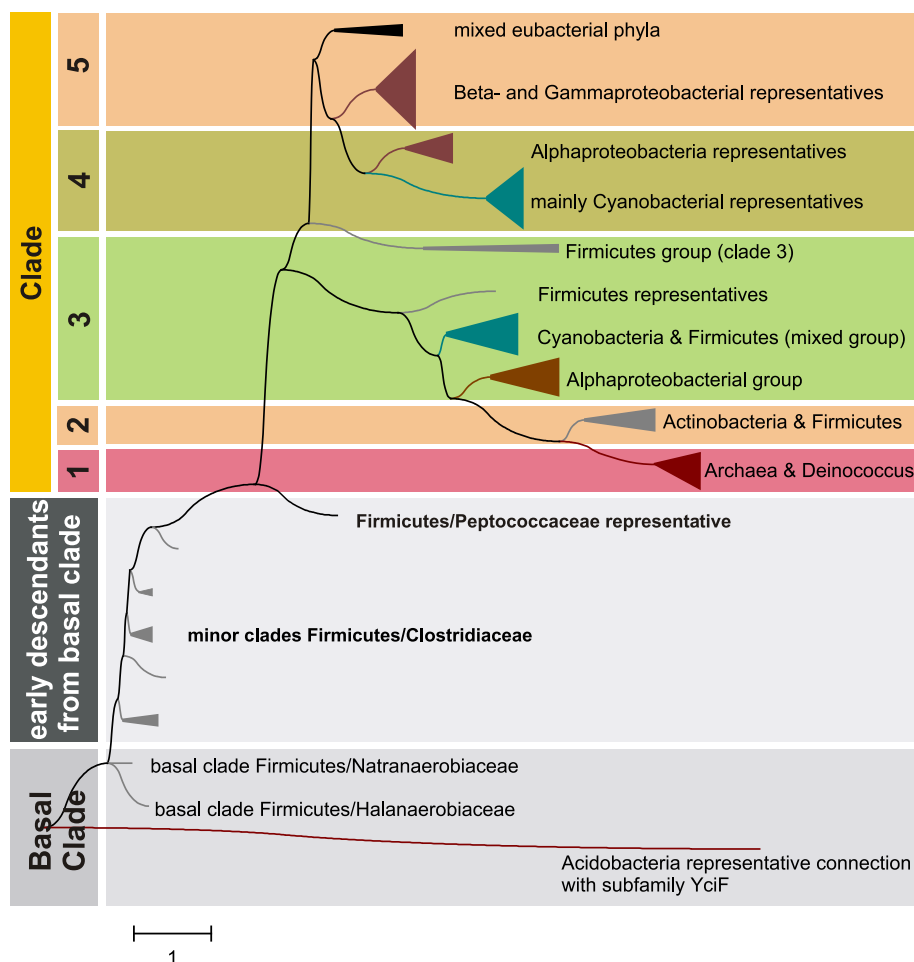 Clade
5
mixed eubacterial phyla
Beta- and Gammaproteobacterial representatives
4
Alphaproteobacteria representatives
mainly Cyanobacterial representatives
3
Firmicutes group (clade 3)
Firmicutes representatives
Cyanobacteria & Firmicutes (mixed group)
Alphaproteobacterial group
2
Actinobacteria & Firmicutes
1
Archaea & Deinococcus
early descendants
from basal clade
Firmicutes/Peptococcaceae representative
minor clades Firmicutes/Clostridiaceae
Basal
Clade
basal clade Firmicutes/Natranaerobiaceae
basal clade Firmicutes/Halanaerobiaceae
Acidobacteria representative connection
with subfamily YciF
1